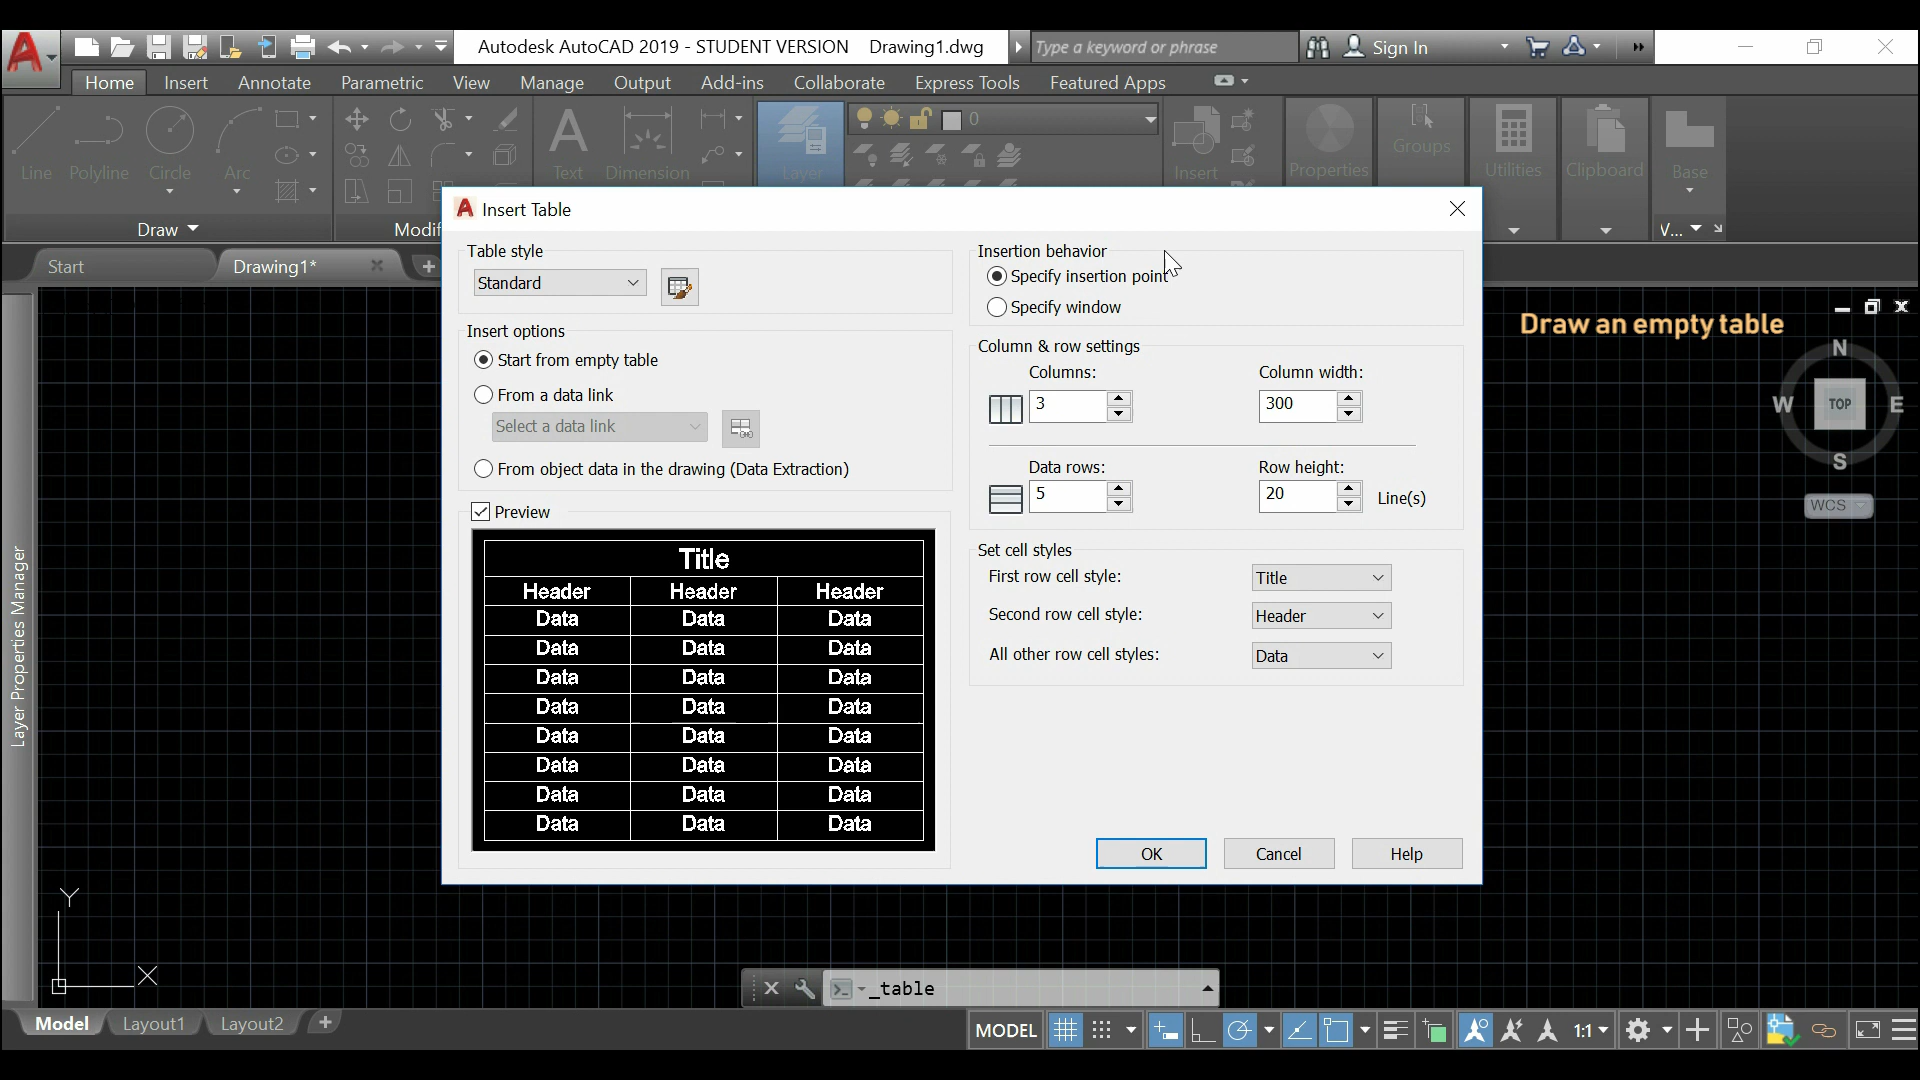 Autodesk AutoCAD 2019 - STUDENT VERSION Drawing1.dwg
Type a keyword or phrase
Sign In
Home Insert Annotate Parametric View Manage Output Add-ins Collaborate Express Tools Featured Apps
0
Line Polyline Circle Arc Text Dimension Layer Insert Properties Groups Utilities Clipboard Base
Draw
V...
Start Drawing1*
Draw an empty table
Insert Table
Table style
Standard
Insert options
Start from empty table
From a data link
Select a data link
From object data in the drawing (Data Extraction)
Preview
Title
Header Header Header
Data Data Data
Data Data Data
Data Data Data
Data Data Data
Data Data Data
Data Data Data
Data Data Data
Data Data Data
Insertion behavior
Specify insertion point
Specify window
Column & row settings
Columns: Column width:
3 300
Data rows: Row height:
5 20 Line(s)
Set cell styles
First row cell style: Title
Second row cell style: Header
All other row cell styles: Data
OK Cancel Help
N
W TOP E
S
WCS
Layer Properties Manager
Y
X
_table
Model Layout1 Layout2
MODEL
1:1